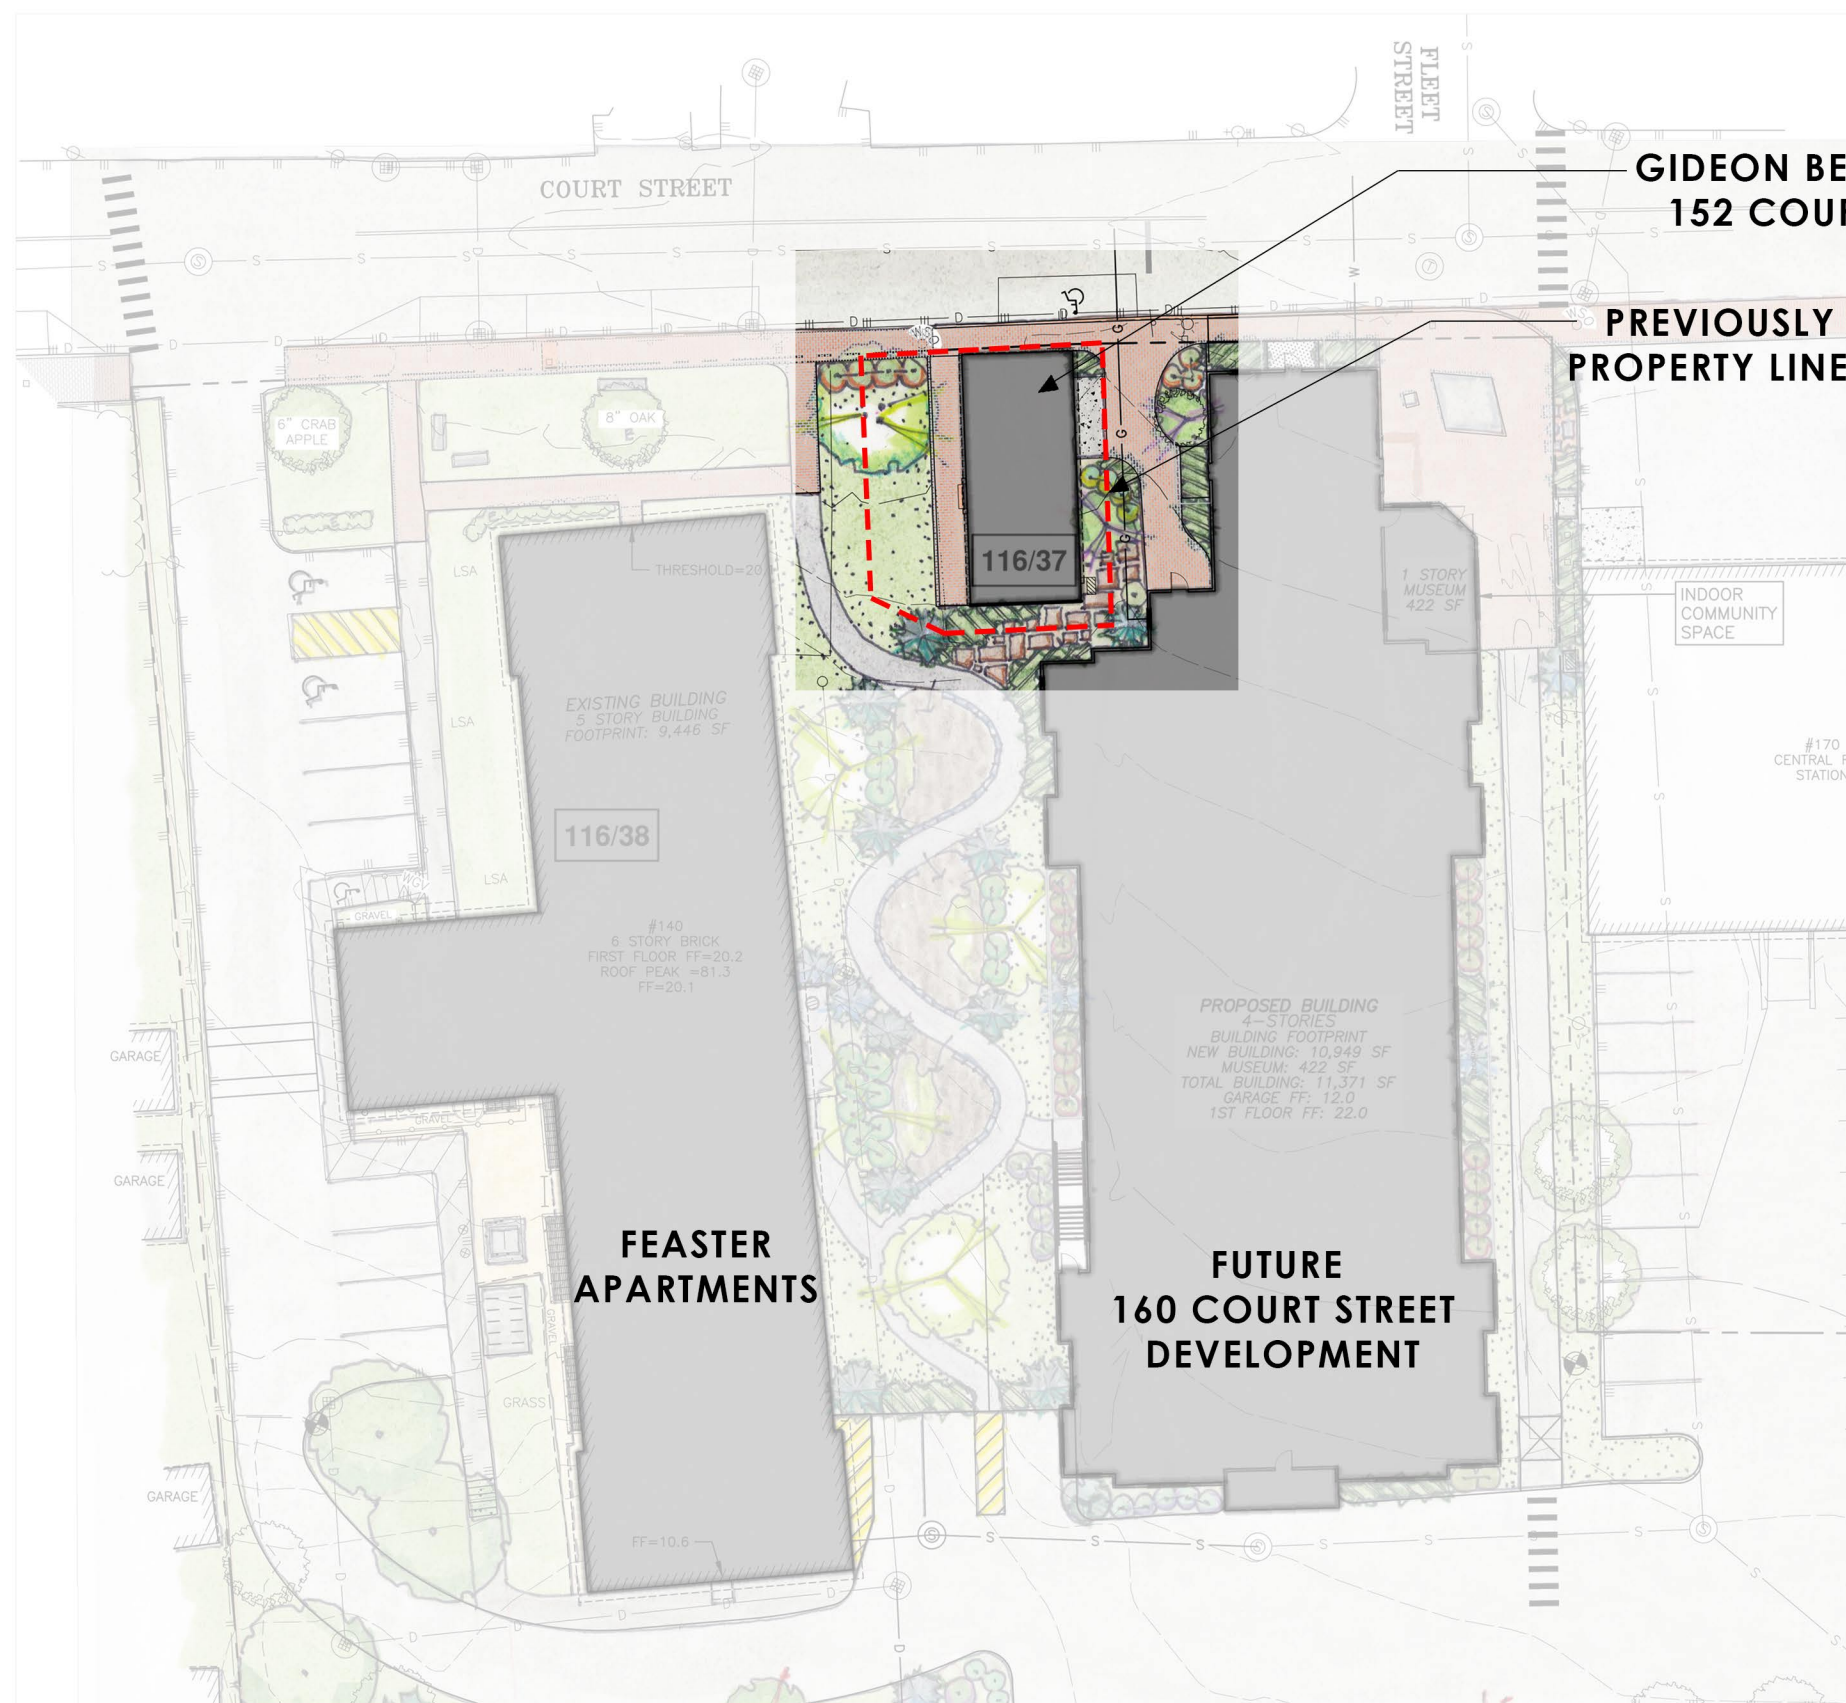 FLEET
STREET
COURT STREET
GIDEON BE
152 COUR
PREVIOUSLY
PROPERTY LINE
6" CRAB
APPLE
8" OAK
E
THRESHOLD=20.
LSA
116/37
1 STORY
MUSEUM
422 SF
INDOOR
COMMUNITY
SPACE
EXISTING BUILDING
5 STORY BUILDING
FOOTPRINT: 9,446 SF
LSA
#170
CENTRAL F
STATION
116/38
LSA
GRAVEL
#140
6 STORY BRICK
FIRST FLOOR FF=20.2
ROOF PEAK =81.3
FF=20.1
PROPOSED BUILDING
4-STORIES
BUILDING FOOTPRINT
NEW BUILDING: 10,949 SF
MUSEUM: 422 SF
TOTAL BUILDING: 11,371 SF
GARAGE FF: 12.0
1ST FLOOR FF: 22.0
GARAGE
GRAVEL
GARAGE
FEASTER
APARTMENTS
FUTURE
160 COURT STREET
DEVELOPMENT
GRAVEL
GRASS
GARAGE
FF=10.6